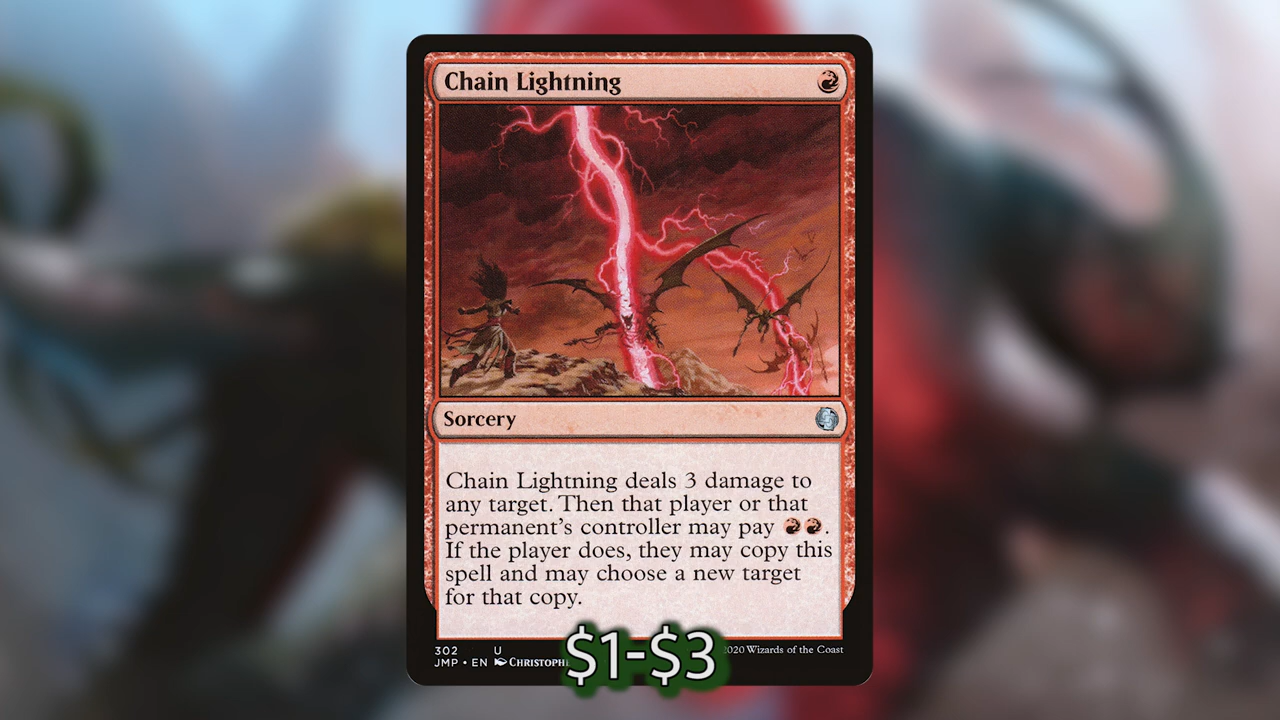 Chain Lightning
Sorcery
Chain Lightning deals 3 damage to
any target. Then that player or that
permanent's controller may pay
.
If the player does, they may copy this
spell and may choose a new target
for that copy.
302 U
JMP • EN
$1-$3
2020 Wizards of the Coast